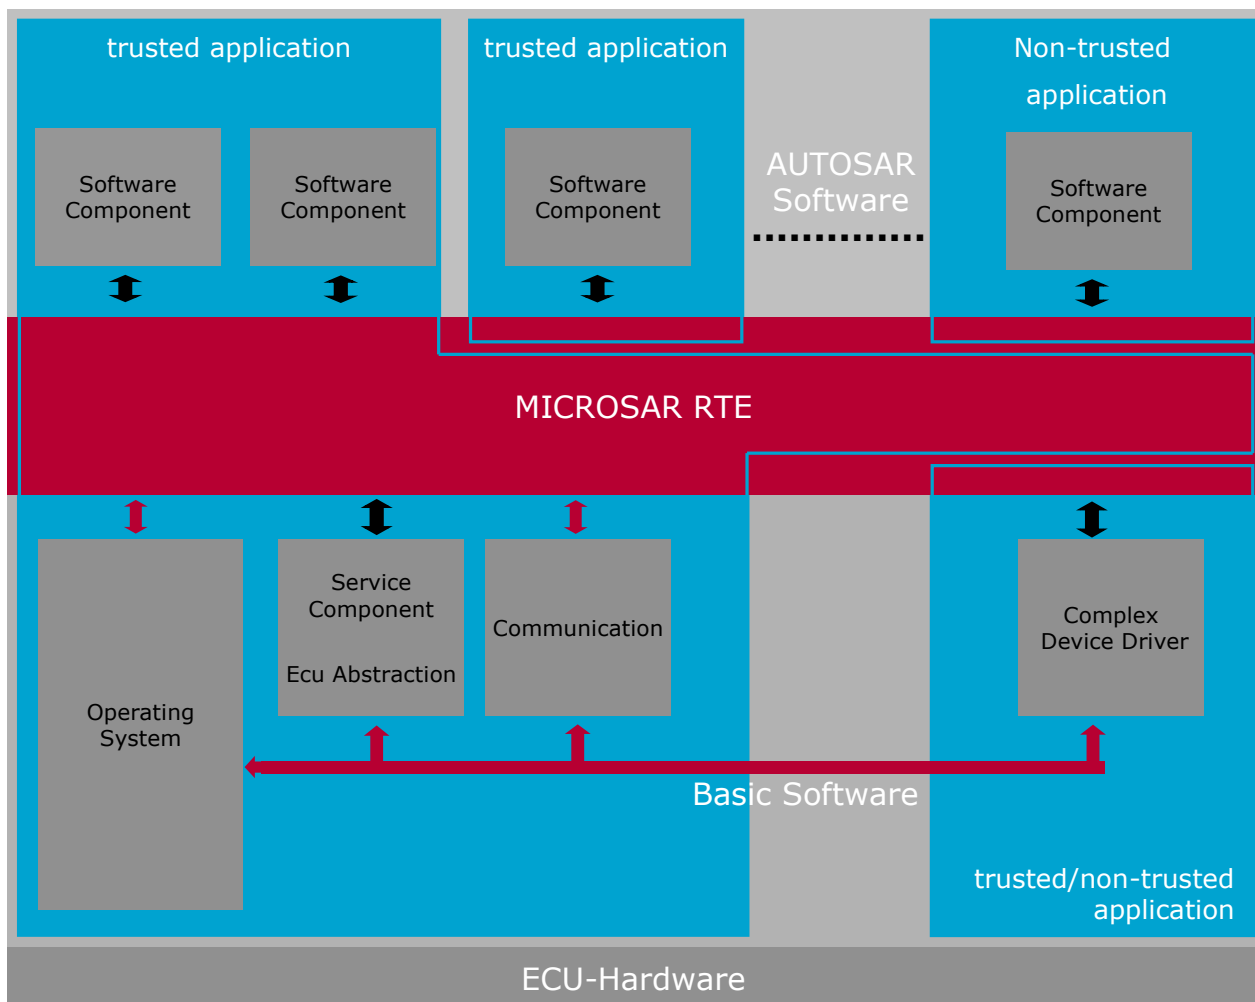 trusted application
trusted application
Non-trusted
application
Software
Component
Software
Component
Software
Component
AUTOSAR
Software
Software
Component
MICROSAR RTE
Operating
System
Service
Component
Ecu Abstraction
Communication
Complex
Device Driver
Basic Software
trusted/non-trusted
application
ECU-Hardware